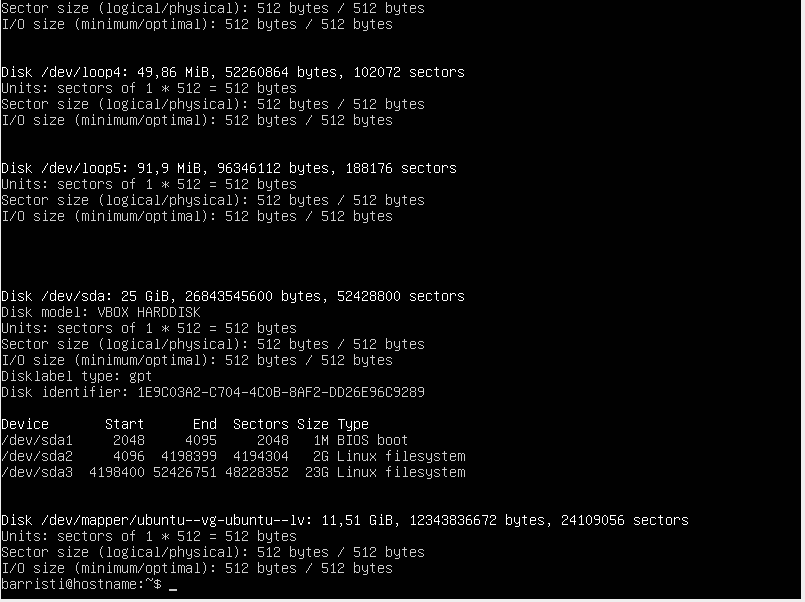 Sector size (logical/physical): 512 bytes / 512 bytes
I/O size (minimum/optimal): 512 bytes / 512 bytes
Disk /dev/loop4: 49,86 MiB, 52260864 bytes, 102072 sectors
Units: sectors of 1 * 512 = 512 bytes
Sector size (logical/physical): 512 bytes / 512 bytes
I/O size (minimum/optimal): 512 bytes / 512 bytes
Disk /dev/loop5: 91,9 MiB, 96346112 bytes, 188176 sectors
Units: sectors of 1 * 512 = 512 bytes
Sector size (logical/physical): 512 bytes / 512 bytes
I/O size (minimum/optimal): 512 bytes / 512 bytes
Disk /dev/sda: 25 GiB, 26843545600 bytes, 52428800 sectors
Disk model: VBOX HARDDISK
Units: sectors of 1 * 512 = 512 bytes
Sector size (logical/physical): 512 bytes / 512 bytes
I/O size (minimum/optimal): 512 bytes / 512 bytes
Disklabel type: gpt
Disk identifier: 1E9C03A2-C704-4C0B-8AF2-DD26E96C9289
Device Start End Sectors Size Type
/dev/sda1 2048 4095 2048 1M BIOS boot
/dev/sda2 4096 4198399 4194304 2G Linux filesystem
/dev/sda3 4198400 52426751 48228352 23G Linux filesystem
Disk /dev/mapper/ubuntu--vg-ubuntu--lv: 11,51 GiB, 12343836672 bytes, 24109056 sectors
Units: sectors of 1 * 512 = 512 bytes
Sector size (logical/physical): 512 bytes / 512 bytes
I/O size (minimum/optimal): 512 bytes / 512 bytes
barristi@hostname:~$ _